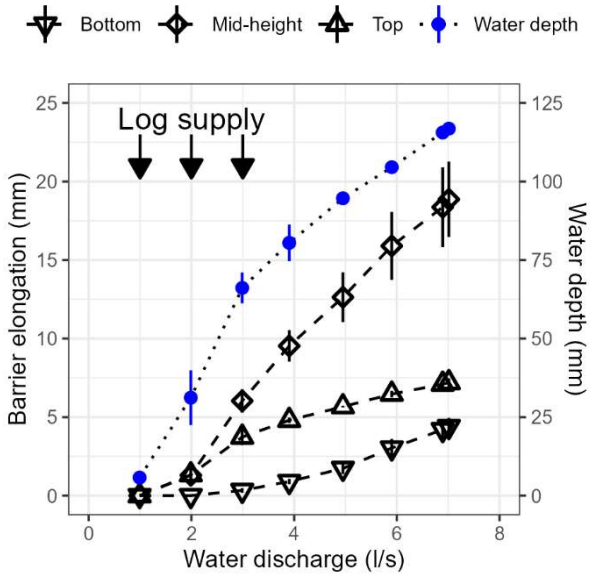 Bottom Mid-height Top Water depth
Log supply
25 125
20 100
15 75
10 50
5 25
0 0
Barrier elongation (mm)
Water depth (mm)
0 2 4 6 8
Water discharge (l/s)